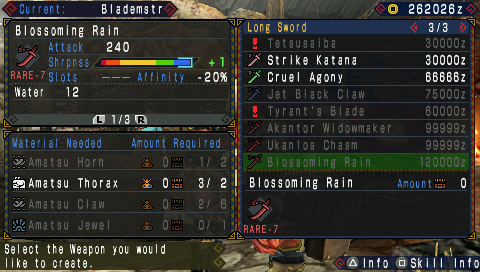 Current: Blademstr
262026z
Blossoming Rain
Attack 240
Shrpnss +1
Slots --- Affinity -20%
RARE-7
Water 12
L 1/3 R
Material Needed Amount Required
Amatsu Horn 0 1/ 2
Amatsu Thorax 0 3/ 2
Amatsu Claw 0 2/ 6
Amatsu Jewel 0 0/ 1
Select the Weapon you would
like to create.
Long Sword 3/3
Tetsusaiba 30000z
Strike Katana 30000z
Cruel Agony 66666z
Jet Black Claw 75000z
Tyrant's Blade 60000z
Akantor Widowmaker 99999z
Ukanlos Chasm 99999z
Blossoming Rain 120000z
Blossoming Rain Amount 0
RARE-7
Info Skill Info